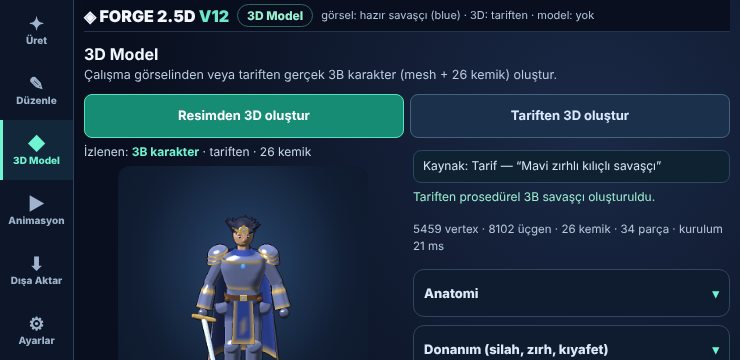 ◈ FORGE 2.5D V12 3D Model görsel: hazır savaşçı (blue) · 3D: tariften · model: yok
Üret
Düzenle
3D Model
Animasyon
Dışa Aktar
Ayarlar
3D Model
Çalışma görselinden veya tariften gerçek 3B karakter (mesh + 26 kemik) oluştur.
Resimden 3D oluştur
Tariften 3D oluştur
İzlenen: 3B karakter · tariften · 26 kemik
Kaynak: Tarif — “Mavi zırhlı kılıçlı savaşçı”
Tariften prosedürel 3B savaşçı oluşturuldu.
5459 vertex · 8102 üçgen · 26 kemik · 34 parça · kurulum
21 ms
Anatomi ▼
Donanım (silah, zırh, kıyafet) ▼